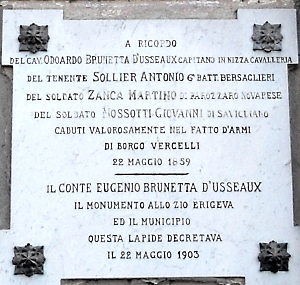 A RICORDO
DEL CAV. ODOARDO BRUNETTA D'USSEAUX CAPITANO IN NIZZA CAVALLERIA
DEL TENENTE SOLLIER ANTONIO 6° BATT. BERSAGLIERI
DEL SOLDATO ZANCA MARTINO DI PAROZZARO NOVARESE
DEL SOLDATO NOSSOTTI GIOVANNI DI SAVIGLIANO
CADUTI VALOROSAMENTE NEL FATTO D'ARMI
DI BORGO VERCELLI
22 MAGGIO 1859
IL CONTE EUGENIO BRUNETTA D'USSEAUX
IL MONUMENTO ALLO ZIO ERIGEVA
ED IL MUNICIPIO
QUESTA LAPIDE DECRETAVA
IL 22 MAGGIO 1903